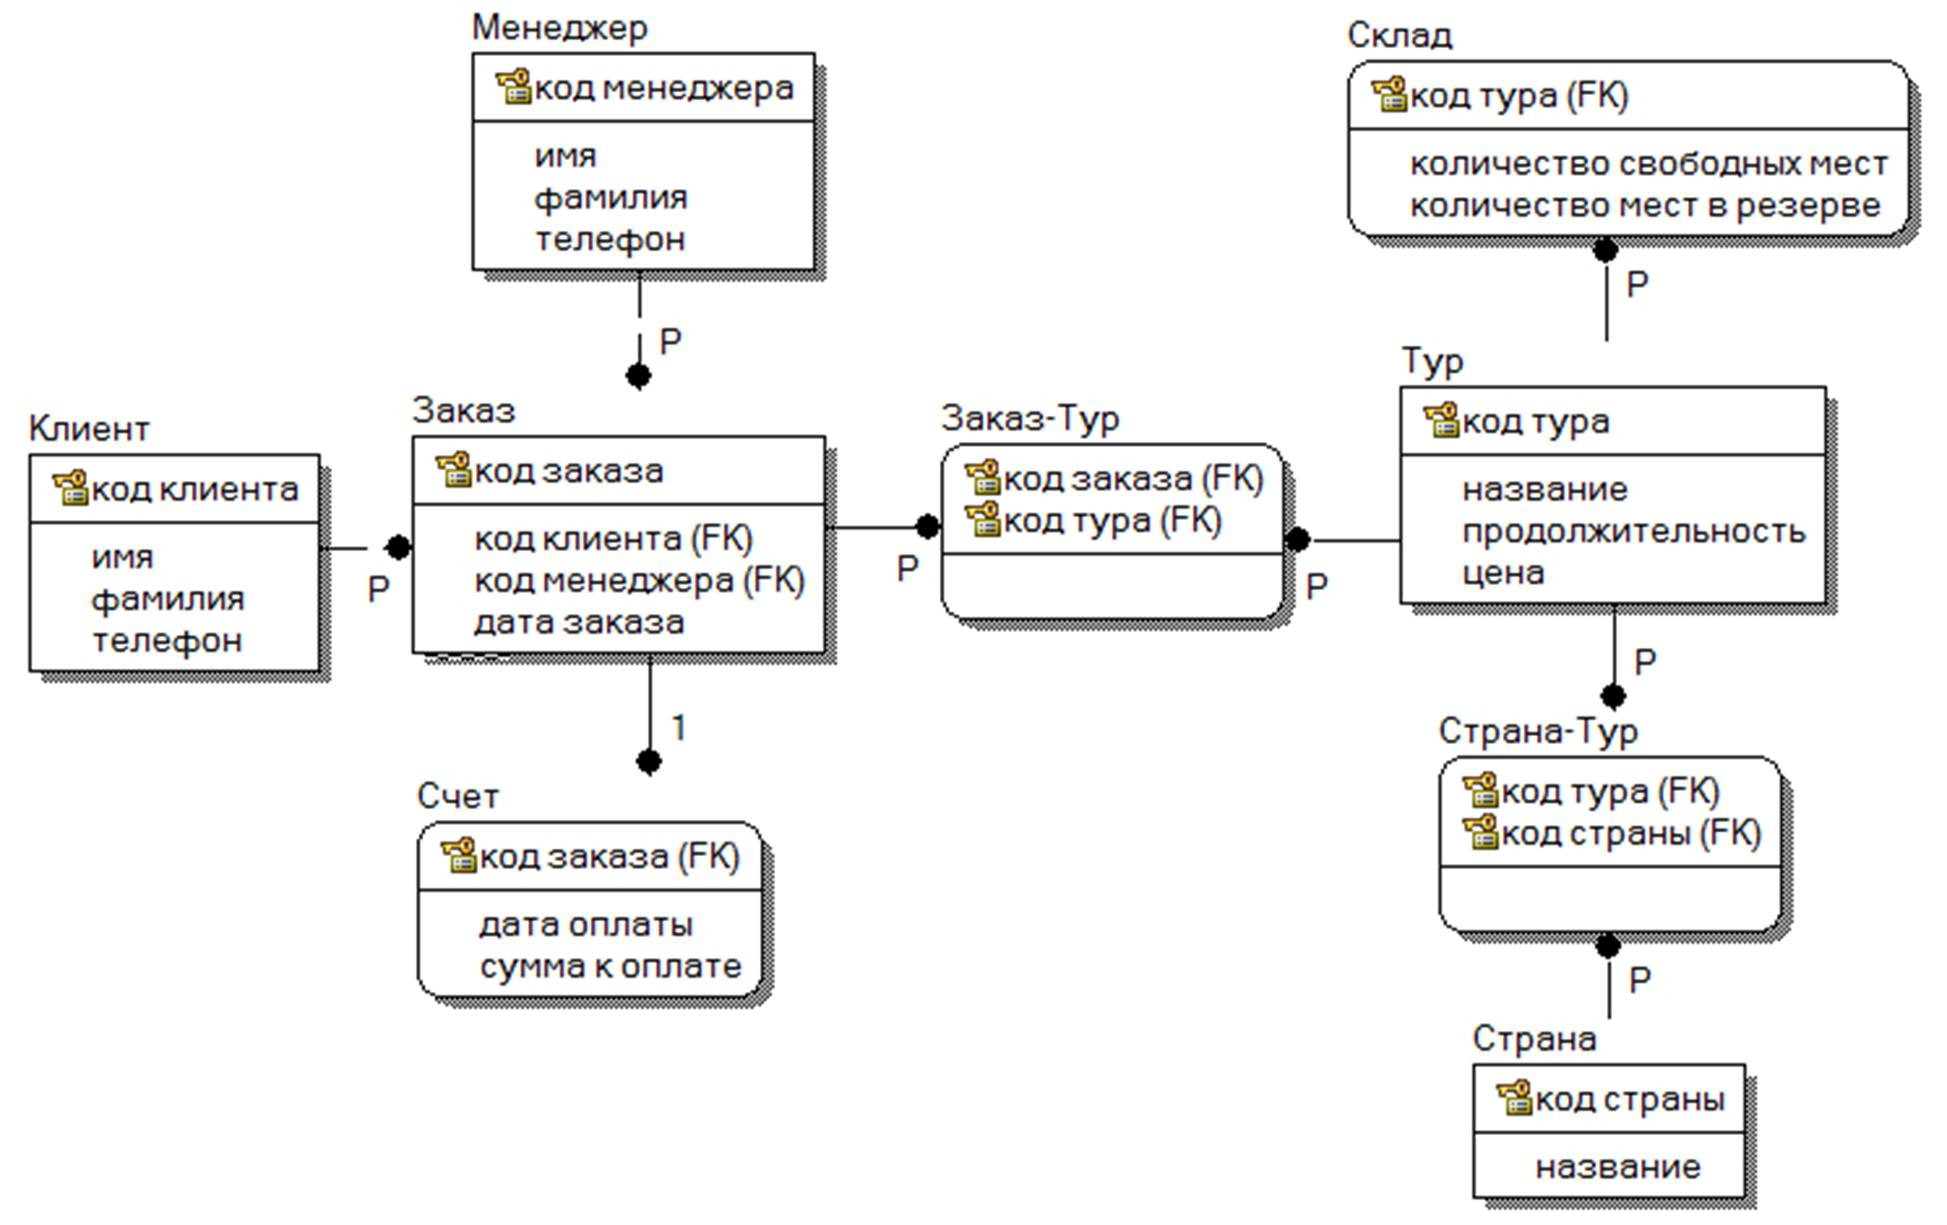 Менеджер
код менеджера
имя
фамилия
телефон
P
Склад
код тура (FK)
количество свободных мест
количество мест в резерве
P
Клиент
код клиента
имя
фамилия
телефон
P
Заказ
код заказа
код клиента (FK)
код менеджера (FK)
дата заказа
P
Заказ-Тур
код заказа (FK)
код тура (FK)
P
Тур
код тура
название
продолжительность
цена
P
1
Счет
код заказа (FK)
дата оплаты
сумма к оплате
Страна-Тур
код тура (FK)
код страны (FK)
P
Страна
код страны
название